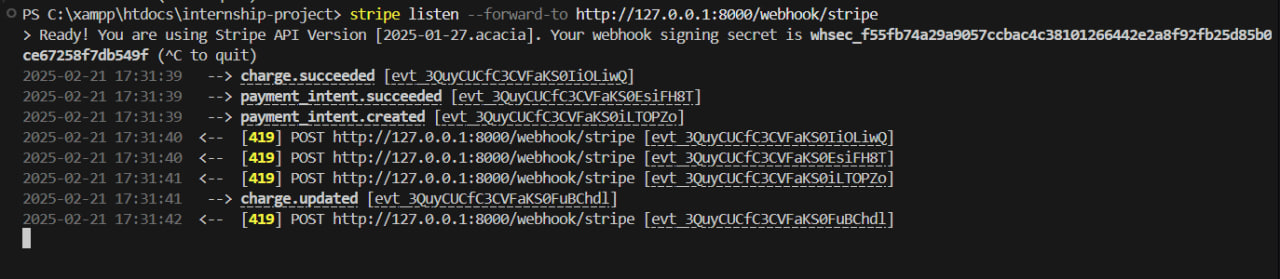 PS C:\xampp\htdocs\internship-project> stripe listen --forward-to http://127.0.0.1:8000/webhook/stripe
> Ready! You are using Stripe API Version [2025-01-27.acacia]. Your webhook signing secret is whsec_f55fb74a29a9057ccbac4c38101266442e2a8f92fb25d85b0
ce67258f7db549f (^C to quit)
2025-02-21 17:31:39   --> charge.succeeded [evt_3QuyCUCfC3CVFaKS0IiOLiwQ]
2025-02-21 17:31:39   --> payment_intent.succeeded [evt_3QuyCUCfC3CVFaKS0EsiFH8T]
2025-02-21 17:31:39   --> payment_intent.created [evt_3QuyCUCfC3CVFaKS0iLTOPZo]
2025-02-21 17:31:40  <--  [419] POST http://127.0.0.1:8000/webhook/stripe [evt_3QuyCUCfC3CVFaKS0IiOLiwQ]
2025-02-21 17:31:40  <--  [419] POST http://127.0.0.1:8000/webhook/stripe [evt_3QuyCUCfC3CVFaKS0EsiFH8T]
2025-02-21 17:31:41  <--  [419] POST http://127.0.0.1:8000/webhook/stripe [evt_3QuyCUCfC3CVFaKS0iLTOPZo]
2025-02-21 17:31:41   --> charge.updated [evt_3QuyCUCfC3CVFaKS0FuBChdl]
2025-02-21 17:31:42  <--  [419] POST http://127.0.0.1:8000/webhook/stripe [evt_3QuyCUCfC3CVFaKS0FuBChdl]